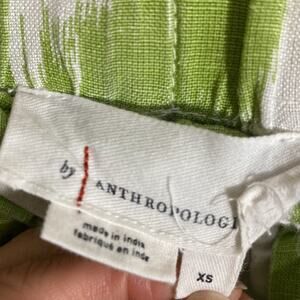 by ANTHROPOLOGI
made in india
fabriqué en inde
XS